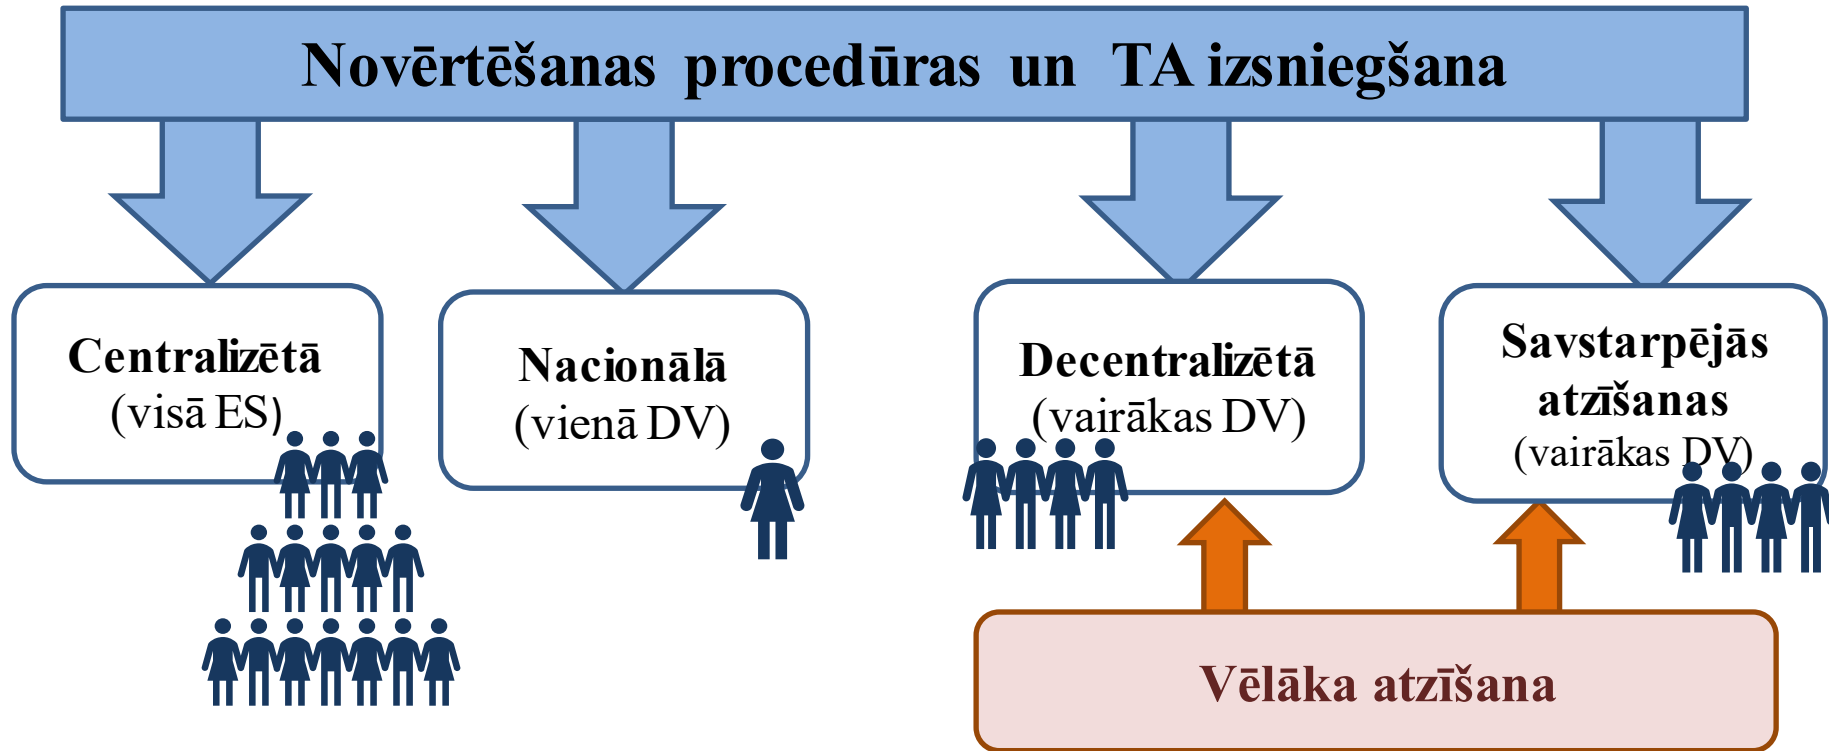 Novērtēšanas procedūras un TA izsniegšana
Centralizētā
(visā ES)
Nacionālā
(vienā DV)
Decentralizētā
(vairākas DV)
Savstarpējās
atzīšanas
(vairākas DV)
Vēlāka atzīšana